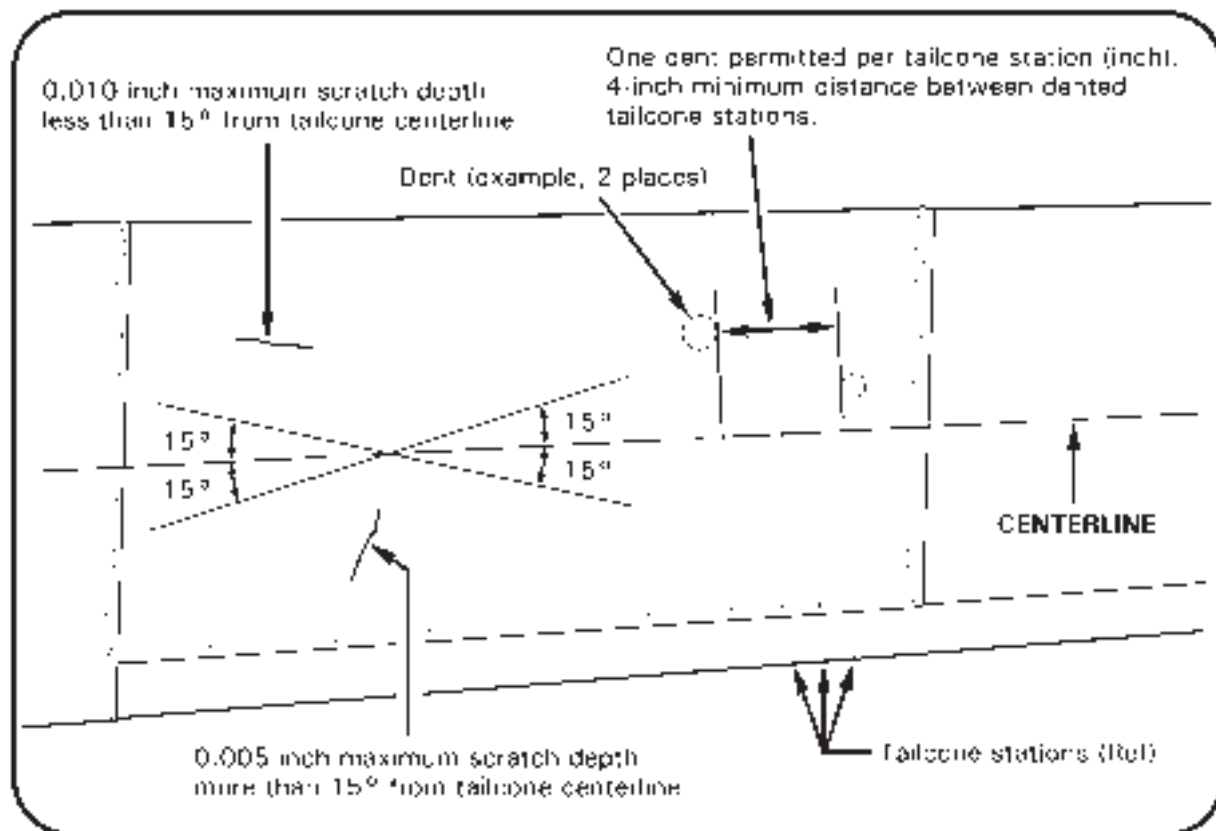 One dent permitted per tailcone station (inch).
4-inch minimum distance between dented
tailcone stations.
0.010 inch maximum scratch depth
less than 15° from tailcone centerline
Dent (example, 2 places)
15°
15°
15°
15°
CENTERLINE
0.005 inch maximum scratch depth
more than 15° from tailcone centerline
Tailcone stations (Ref)